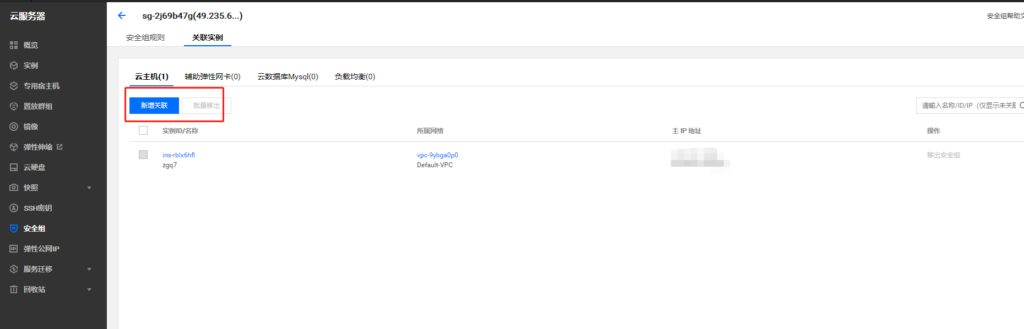 云服务器
sg-2j69b47g(49.235.6...)
安全组帮助文
安全组规则
关联实例
概览
实例
专用宿主机
置放群组
镜像
弹性伸缩
云硬盘
快照
SSH密钥
安全组
弹性公网IP
服务迁移
回收站
云主机(1)
辅助弹性网卡(0)
云数据库Mysql(0)
负载均衡(0)
新增关联
批量移出
请输入名称/ID/IP（仅显示未关联
实例ID/名称
所属网络
主 IP 地址
操作
ins-rblx6hfl
vpc-9ybga0p0
移出安全组
zgq7
Default-VPC